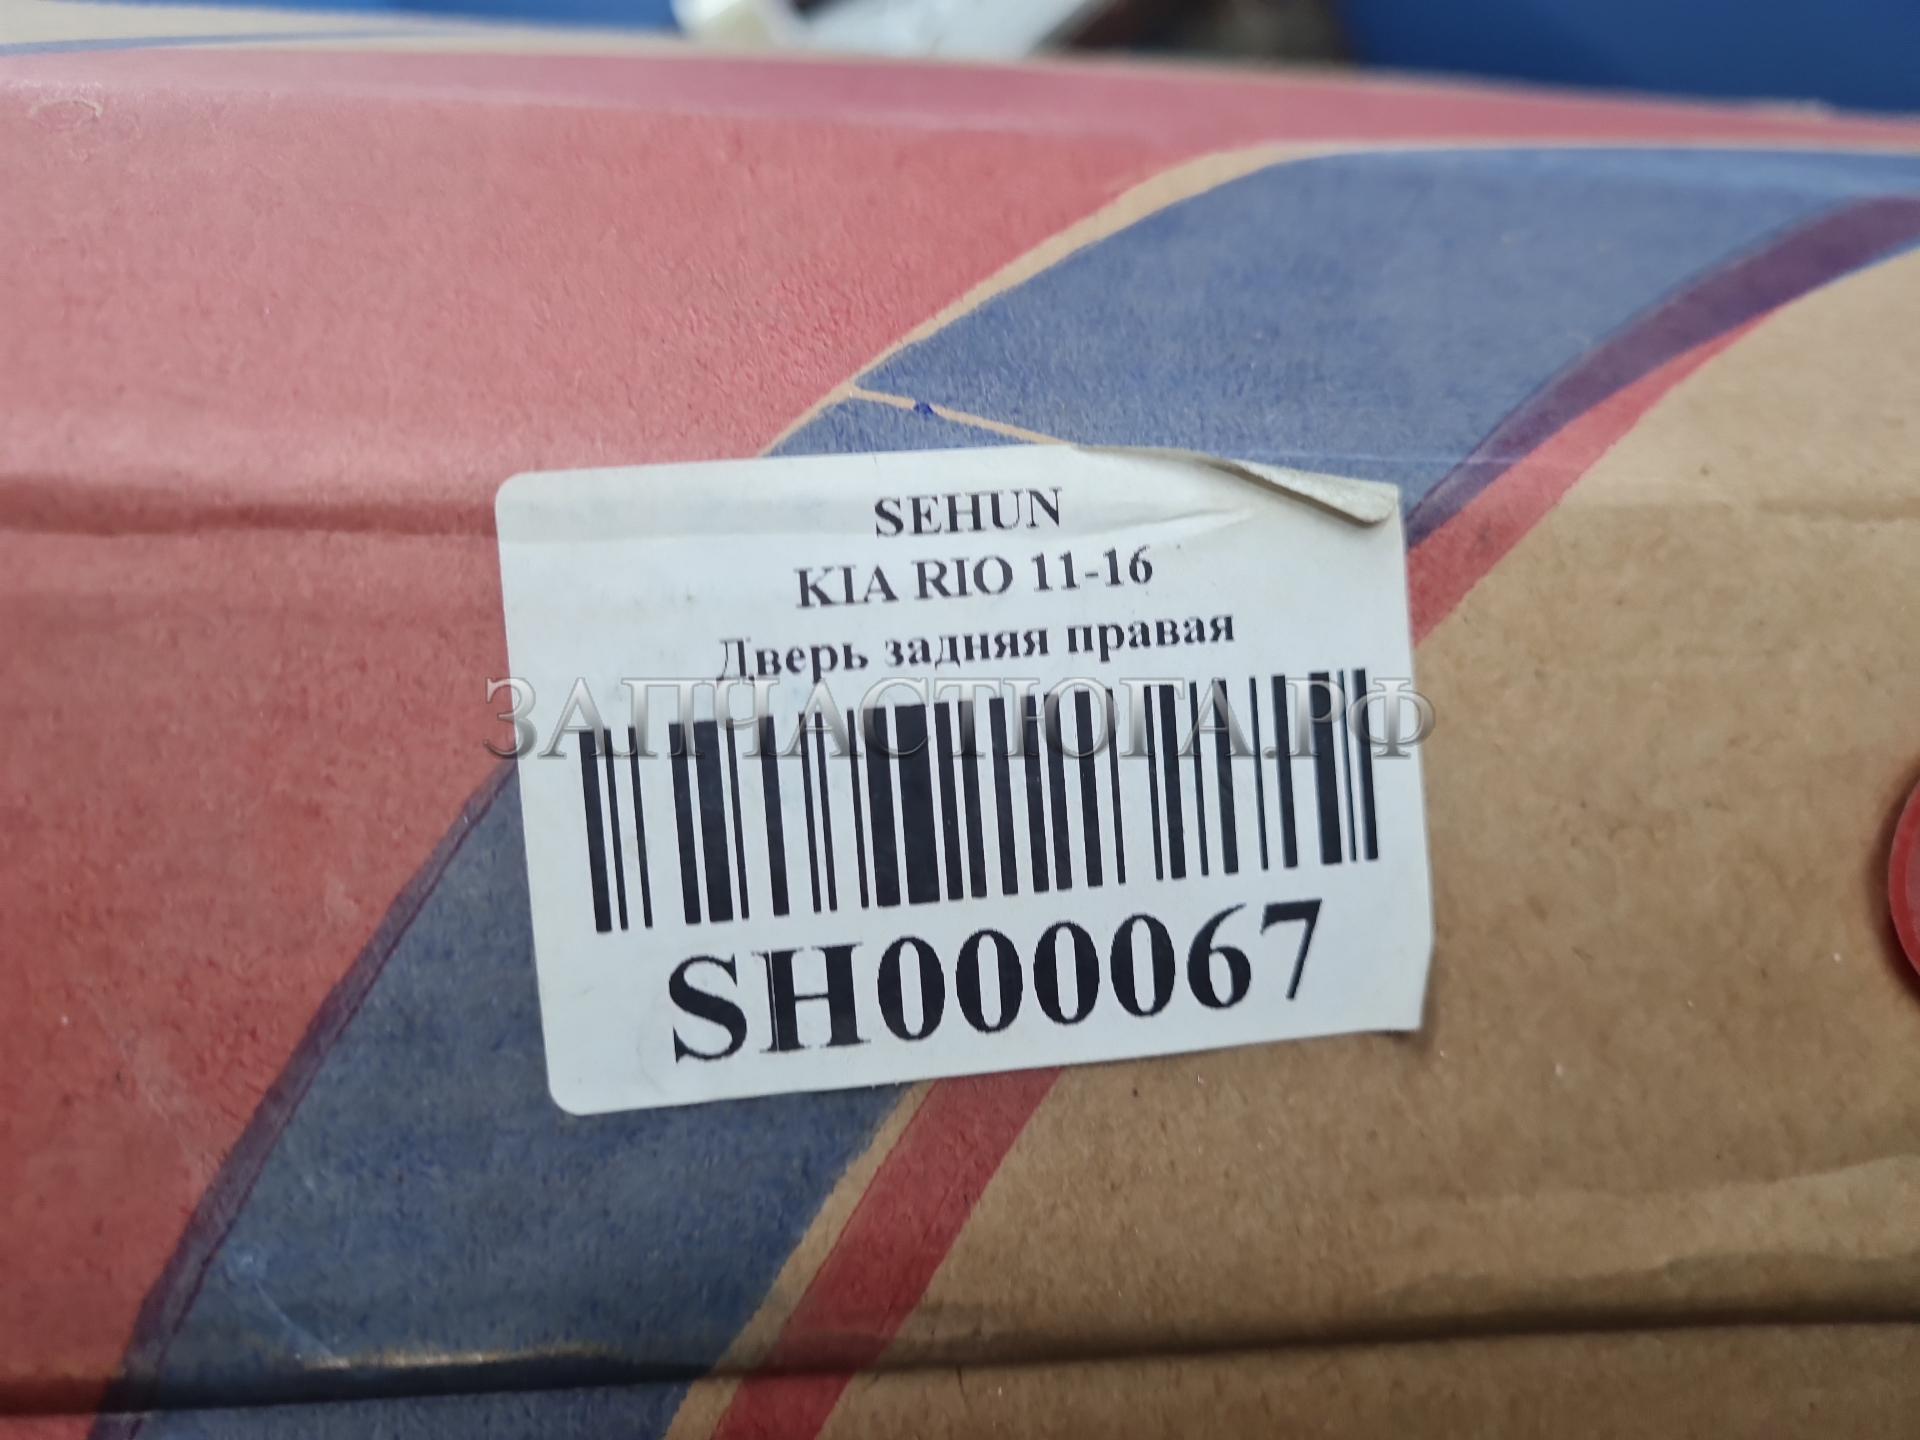 SEHUN
KIA RIO 11-16
Дверь задняя правая
ЗАПЧАСТЮГА.РФ
SH000067